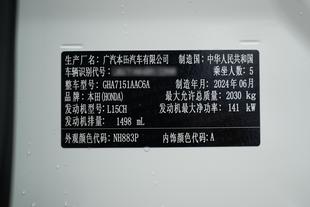 生产厂名：广汽本田汽车有限公司 制造国：中华人民共和国
车辆识别代号： 乘坐人数：5
整车型号：GHA7151AAC6A 制造年月：2024年06月
品牌：本田(HONDA) 最大允许总质量：2030 kg
发动机型号：L15CH 发动机最大净功率：141 kW
发动机排量：1498 mL
外观颜色代码：NH883P 内饰颜色代码：A